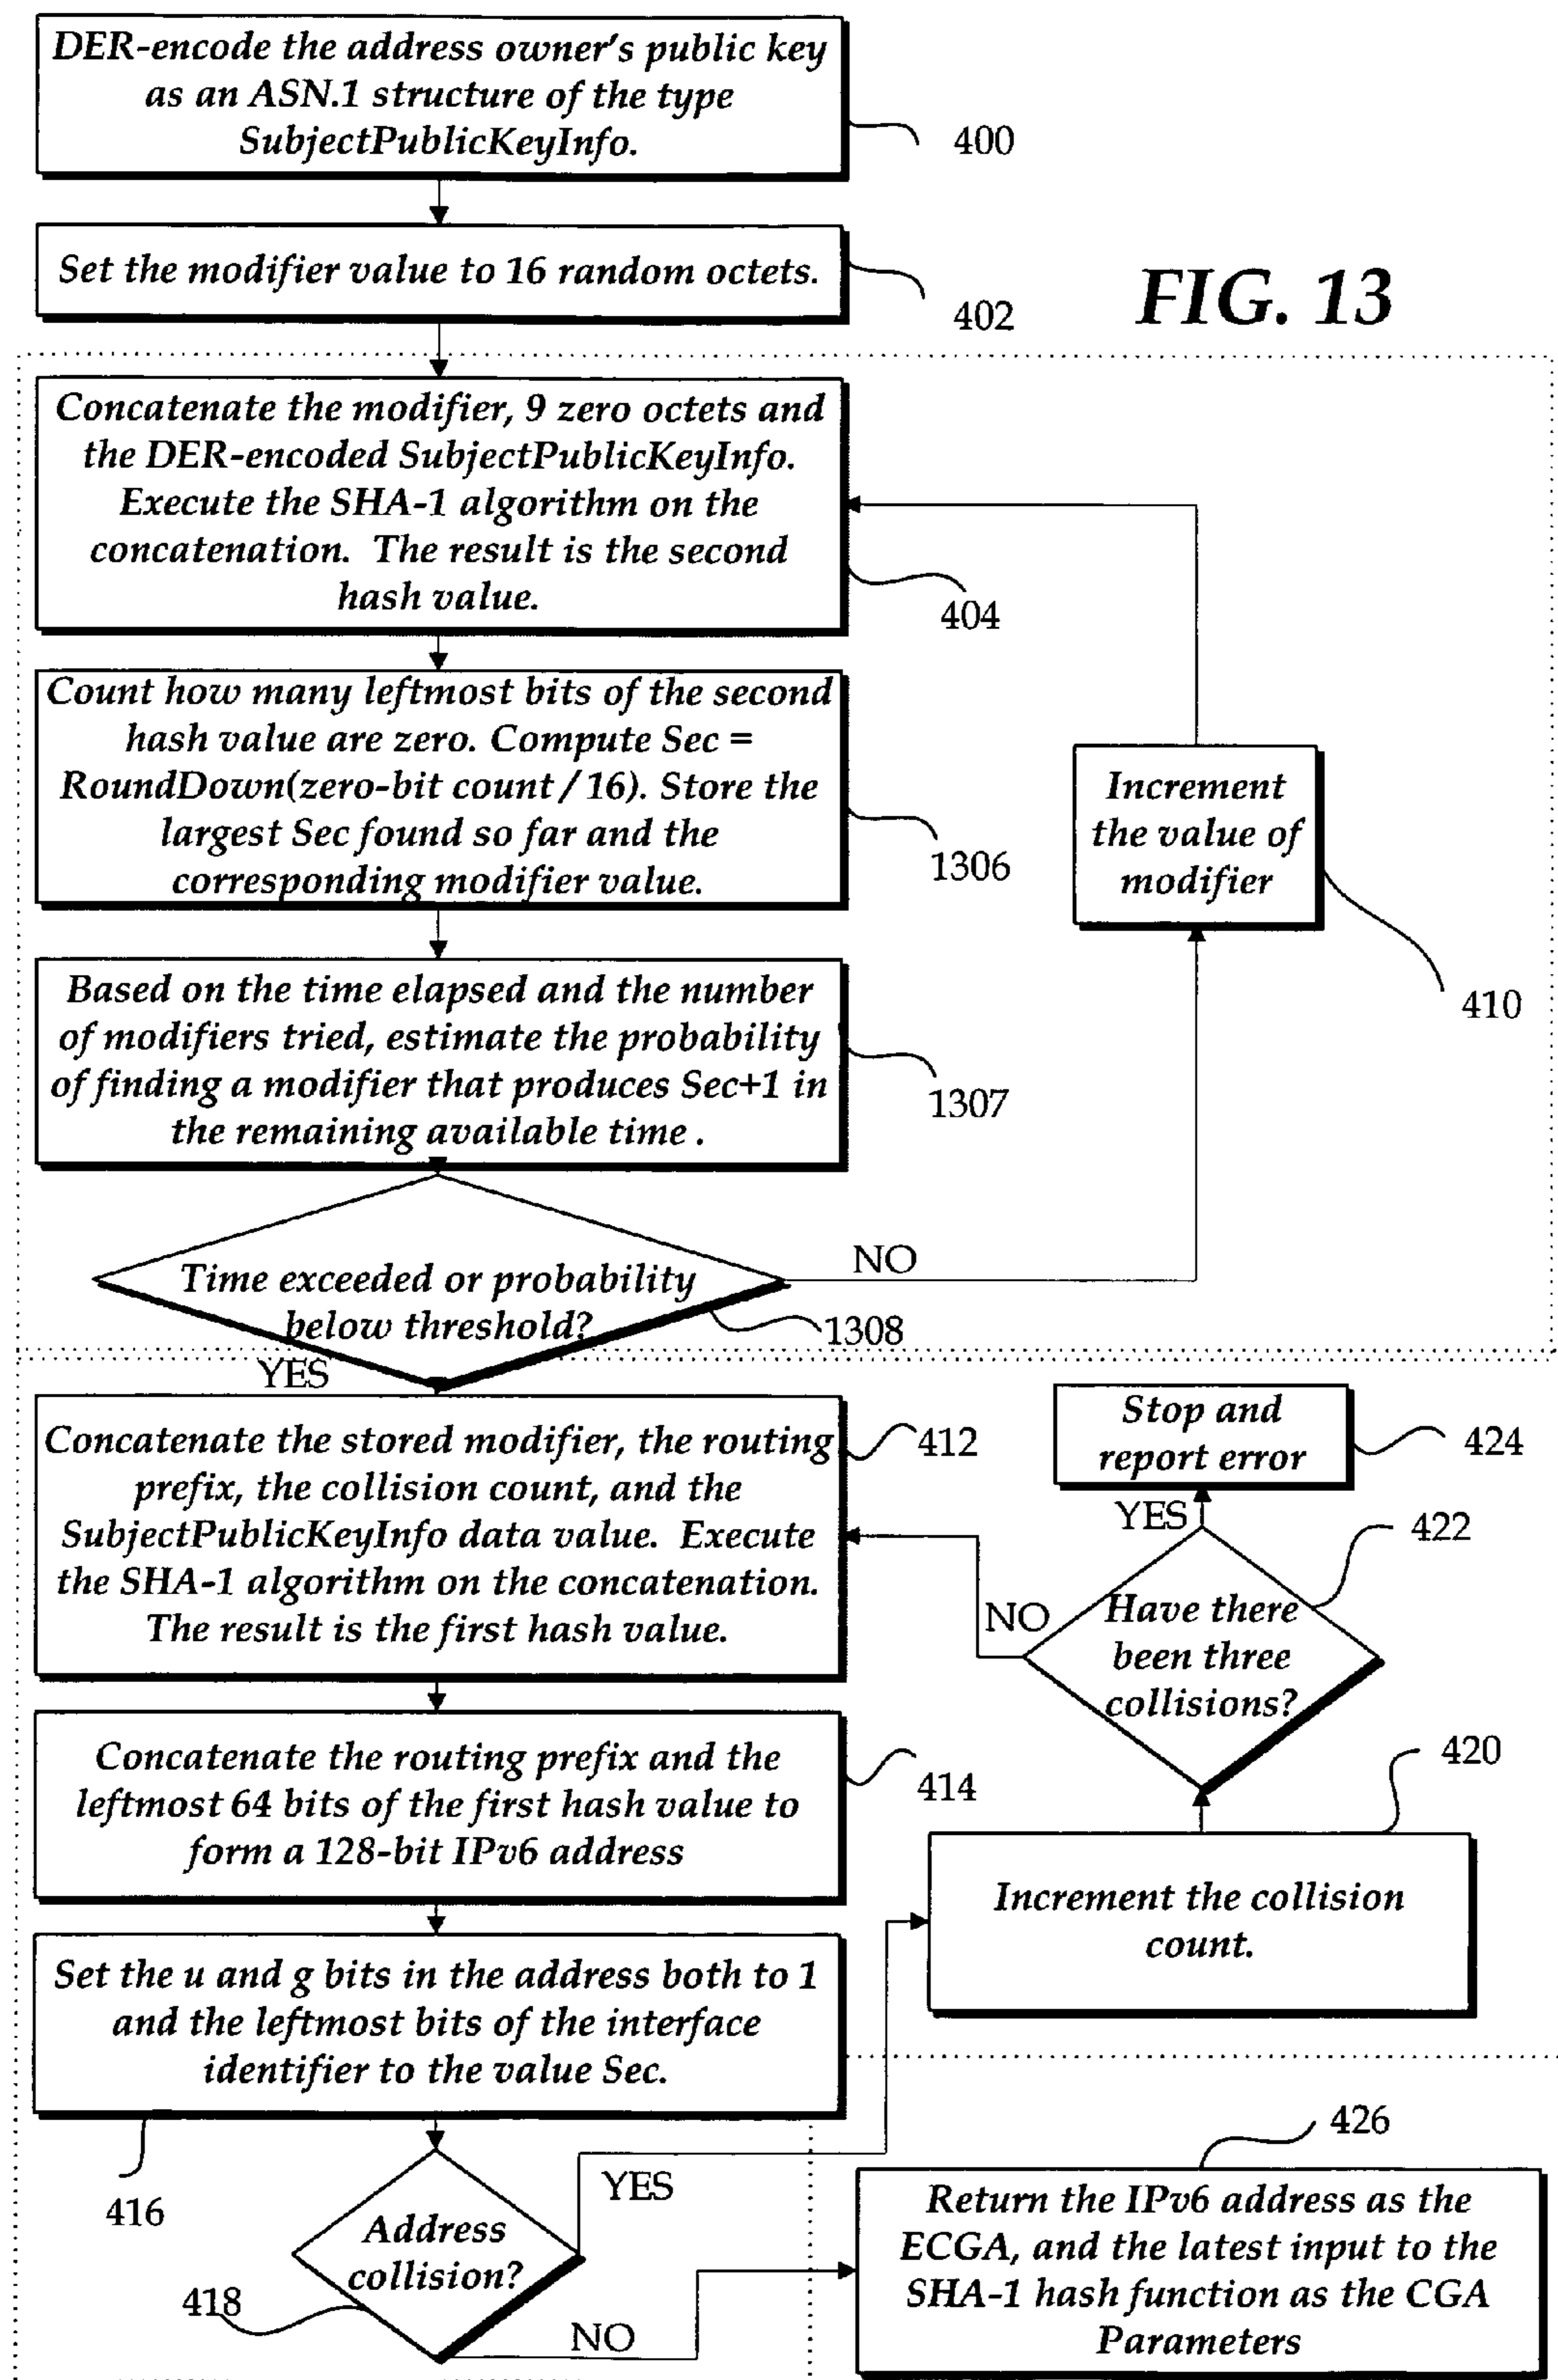 DER-encode the address owner's public key
as an ASN.1 structure of the type
SubjectPublicKeyInfo.
400
Set the modifier value to 16 random octets.
402
FIG. 13
Concatenate the modifier, 9 zero octets and
the DER-encoded SubjectPublicKeyInfo.
Execute the SHA-1 algorithm on the
concatenation. The result is the second
hash value.
404
Count how many leftmost bits of the second
hash value are zero. Compute Sec =
RoundDown(zero-bit count/16). Store the
largest Sec found so far and the
corresponding modifier value.
1306
Increment
the value of
modifier
410
Based on the time elapsed and the number
of modifiers tried, estimate the probability
of finding a modifier that produces Sec+1 in
the remaining available time .
1307
Time exceeded or probability
below threshold?
NO
1308
YES
Concatenate the stored modifier, the routing
prefix, the collision count, and the
SubjectPublicKeyInfo data value. Execute
the SHA-1 algorithm on the concatenation.
The result is the first hash value.
412
Stop and
report error
424
YES
422
Have there
been three
collisions?
NO
Concatenate the routing prefix and the
leftmost 64 bits of the first hash value to
form a 128-bit IPv6 address
414
420
Increment the collision
count.
Set the u and g bits in the address both to 1
and the leftmost bits of the interface
identifier to the value Sec.
416
Address
collision?
YES
418
NO
426
Return the IPv6 address as the
ECGA, and the latest input to the
SHA-1 hash function as the CGA
Parameters